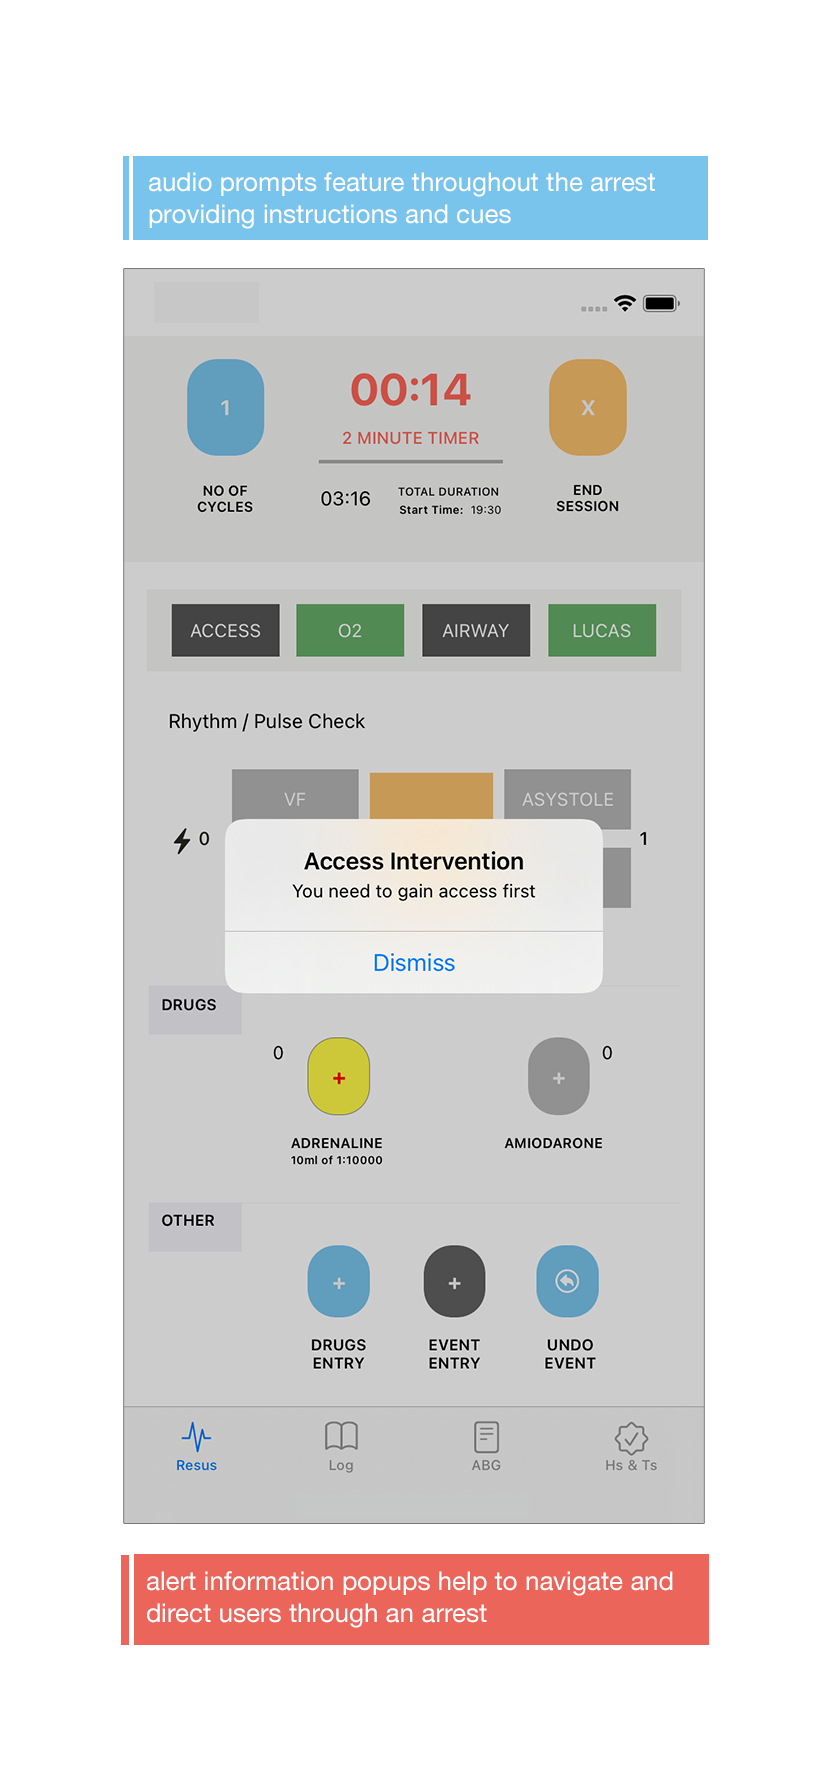 audio prompts feature throughout the arrest
providing instructions and cues
1
00:14
X
2 MINUTE TIMER
NO OF
CYCLES
03:16
TOTAL DURATION
Start Time: 19:30
END
SESSION
ACCESS
O2
AIRWAY
LUCAS
Rhythm / Pulse Check
VF
ASYSTOLE
0
1
Access Intervention
You need to gain access first
Dismiss
DRUGS
0
+
+
0
ADRENALINE
10ml of 1:10000
AMIODARONE
OTHER
+
+
DRUGS
ENTRY
EVENT
ENTRY
UNDO
EVENT
Resus
Log
ABG
Hs & Ts
alert information popups help to navigate and
direct users through an arrest